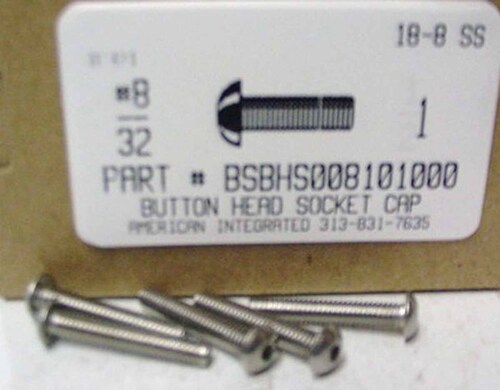 18-8 SS
#8
32
1
PART # BSBHS008101000
BUTTON HEAD SOCKET CAP
AMERICAN INTEGRATED 313-831-7635